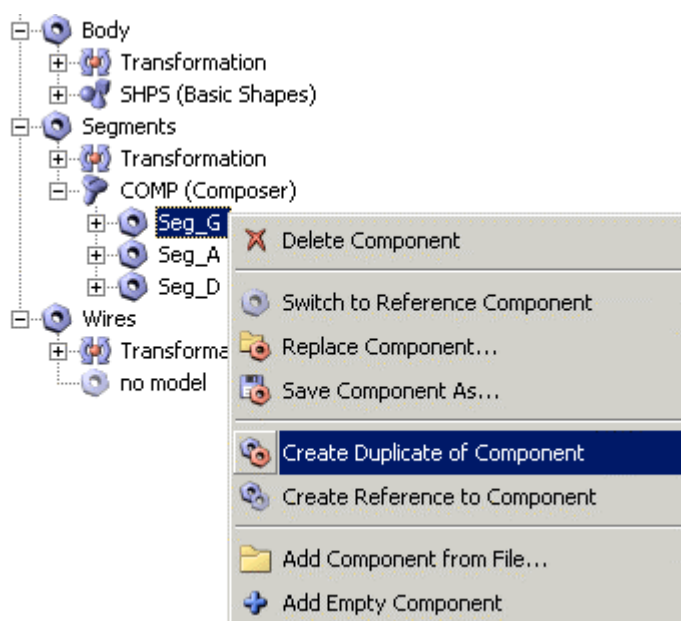 Body
Transformation
SHPS (Basic Shapes)
Segments
Transformation
COMP (Composer)
Seg_G
Seg_A
Seg_D
Wires
Transforma
no model
Delete Component
Switch to Reference Component
Replace Component...
Save Component As...
Create Duplicate of Component
Create Reference to Component
Add Component from File...
Add Empty Component